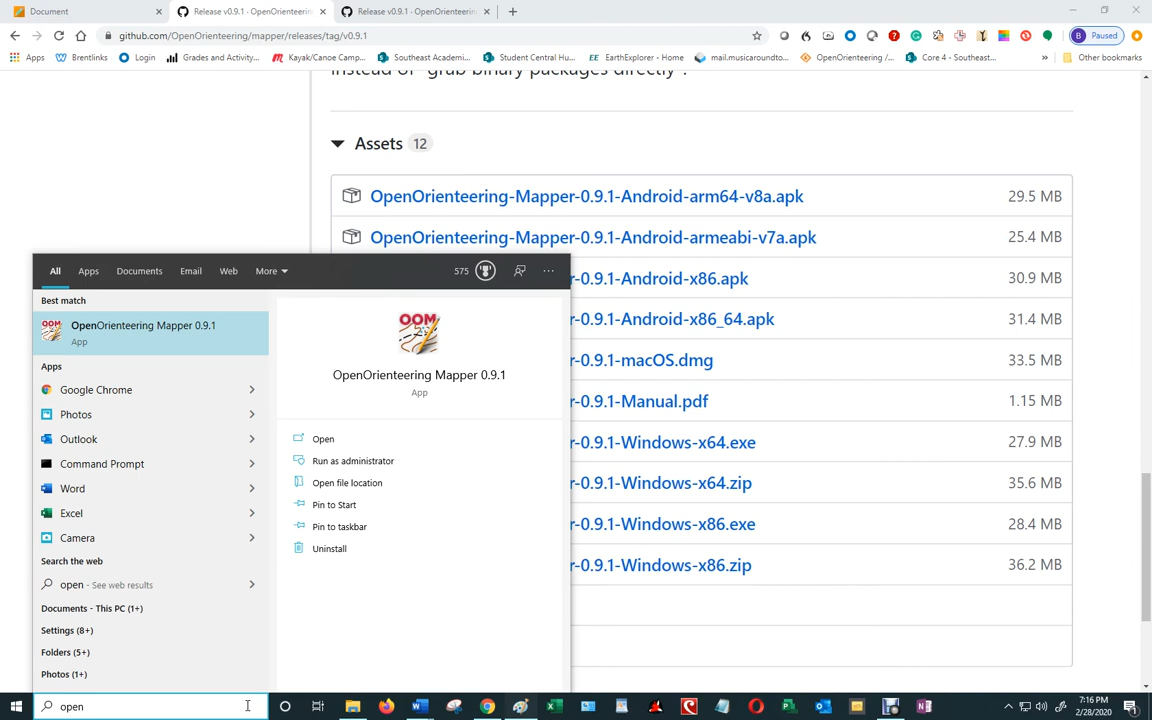 Document
Release v0.9.1 · OpenOrienteering
Release v0.9.1 · OpenOrienteering
github.com/OpenOrienteering/mapper/releases/tag/v0.9.1
B Paused
Apps Brentlinks Login Grades and Activity... Kayak/Canoe Camp... Southeast Academi... Student Central Hu... EE EarthExplorer - Home mail.musicaroundto... OpenOrienteering /... Core 4 - Southeast... » Other bookmarks
instead of "grab binary packages directly".
Assets 12
OpenOrienteering-Mapper-0.9.1-Android-arm64-v8a.apk 29.5 MB
OpenOrienteering-Mapper-0.9.1-Android-armeabi-v7a.apk 25.4 MB
r-0.9.1-Android-x86.apk 30.9 MB
r-0.9.1-Android-x86_64.apk 31.4 MB
r-0.9.1-macOS.dmg 33.5 MB
r-0.9.1-Manual.pdf 1.15 MB
r-0.9.1-Windows-x64.exe 27.9 MB
r-0.9.1-Windows-x64.zip 35.6 MB
r-0.9.1-Windows-x86.exe 28.4 MB
r-0.9.1-Windows-x86.zip 36.2 MB
All Apps Documents Email Web More 575 ...
Best match
OpenOrienteering Mapper 0.9.1
App
Apps
Google Chrome
Photos
Outlook
Command Prompt
Word
Excel
Camera
Search the web
open - See web results
Documents - This PC (1+)
Settings (8+)
Folders (5+)
Photos (1+)
OOM
OpenOrienteering Mapper 0.9.1
App
Open
Run as administrator
Open file location
Pin to Start
Pin to taskbar
Uninstall
open
7:16 PM
2/28/2020